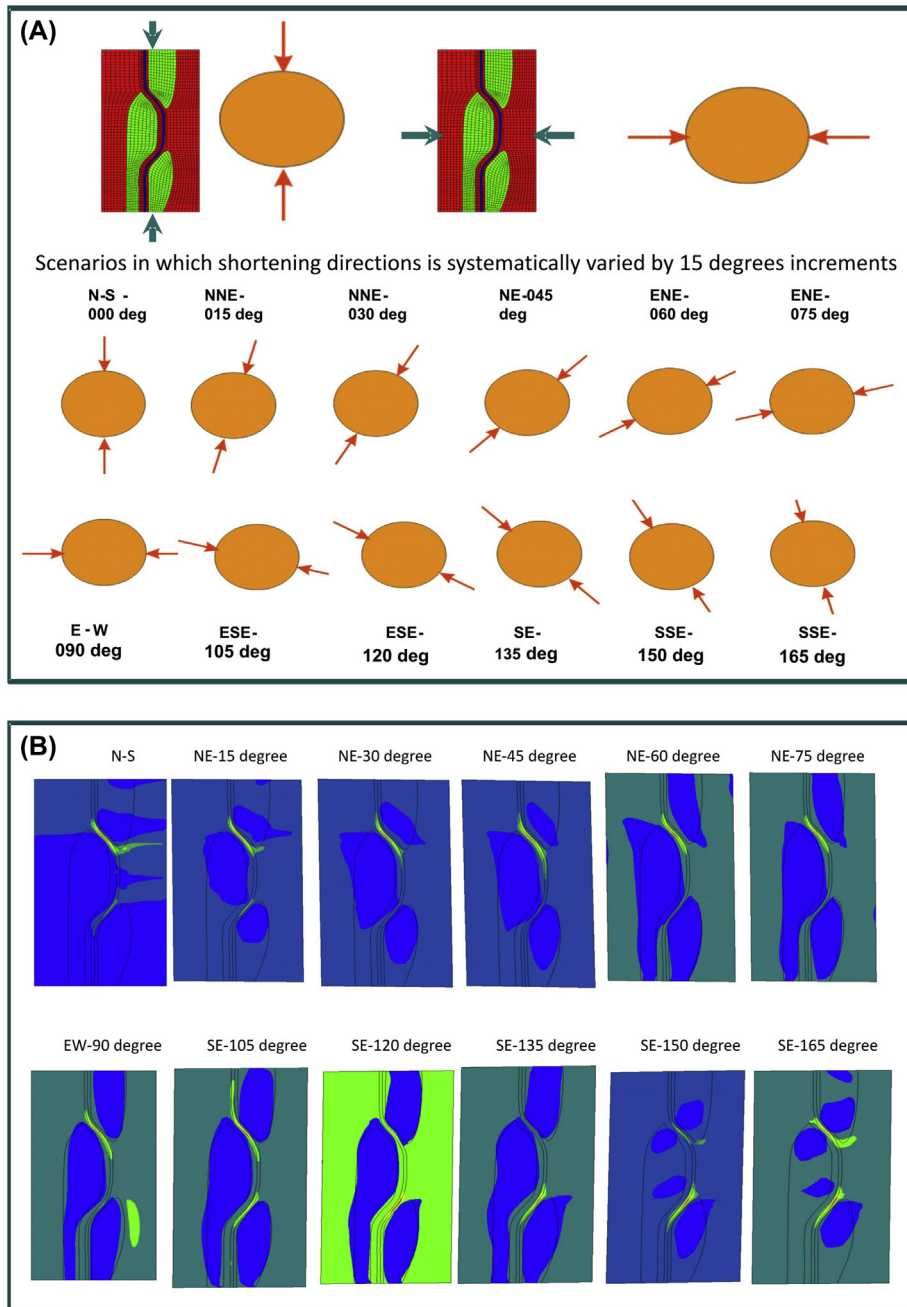 (A)
Scenarios in which shortening directions is systematically varied by 15 degrees increments
N-S -
000 deg
NNE-
015 deg
NNE-
030 deg
NE-045
deg
ENE-
060 deg
ENE-
075 deg
E - W
090 deg
ESE-
105 deg
ESE-
120 deg
SE-
135 deg
SSE-
150 deg
SSE-
165 deg
(B)
N-S
NE-15 degree
NE-30 degree
NE-45 degree
NE-60 degree
NE-75 degree
EW-90 degree
SE-105 degree
SE-120 degree
SE-135 degree
SE-150 degree
SE-165 degree